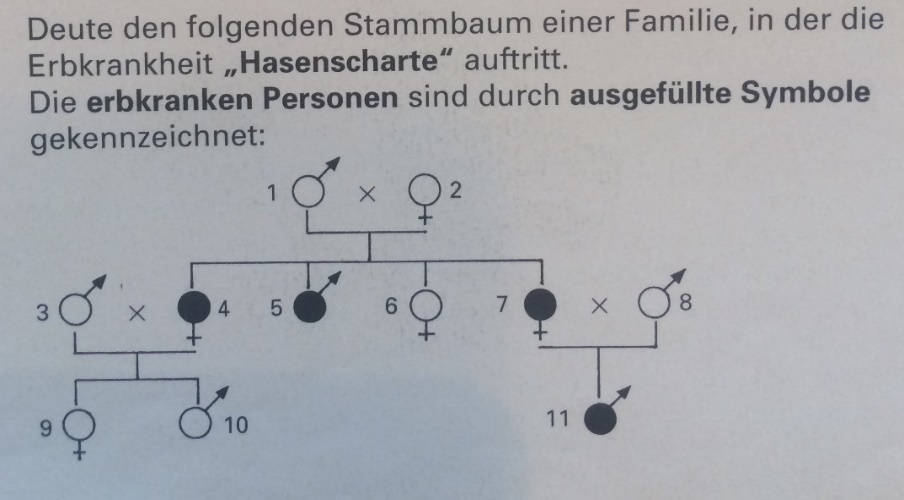 Deute den folgenden Stammbaum einer Familie, in der die
Erbkrankheit „Hasenscharte“ auftritt.
Die erbkranken Personen sind durch ausgefüllte Symbole
gekennzeichnet:
1 × 2
3 × 4 5 6 7 × 8
9 10 11